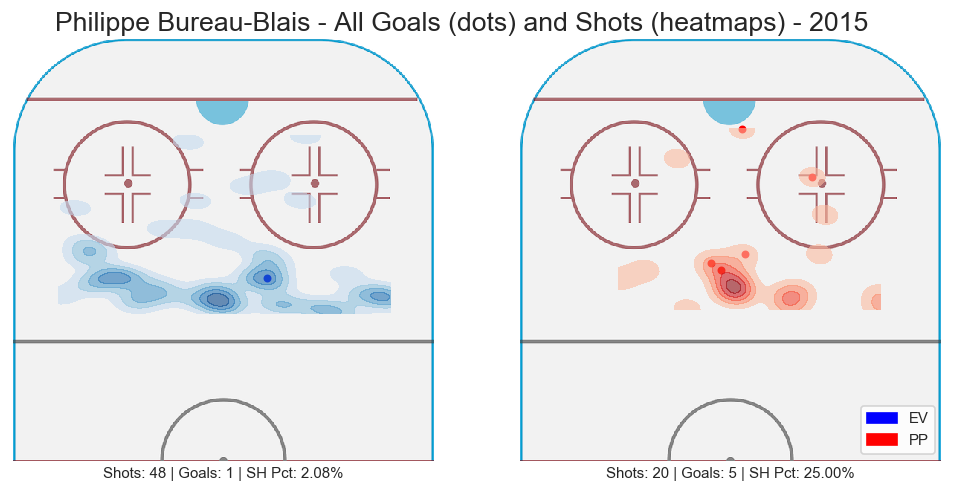 Philippe Bureau-Blais - All Goals (dots) and Shots (heatmaps) - 2015
EV
PP
Shots: 48 | Goals: 1 | SH Pct: 2.08%
Shots: 20 | Goals: 5 | SH Pct: 25.00%